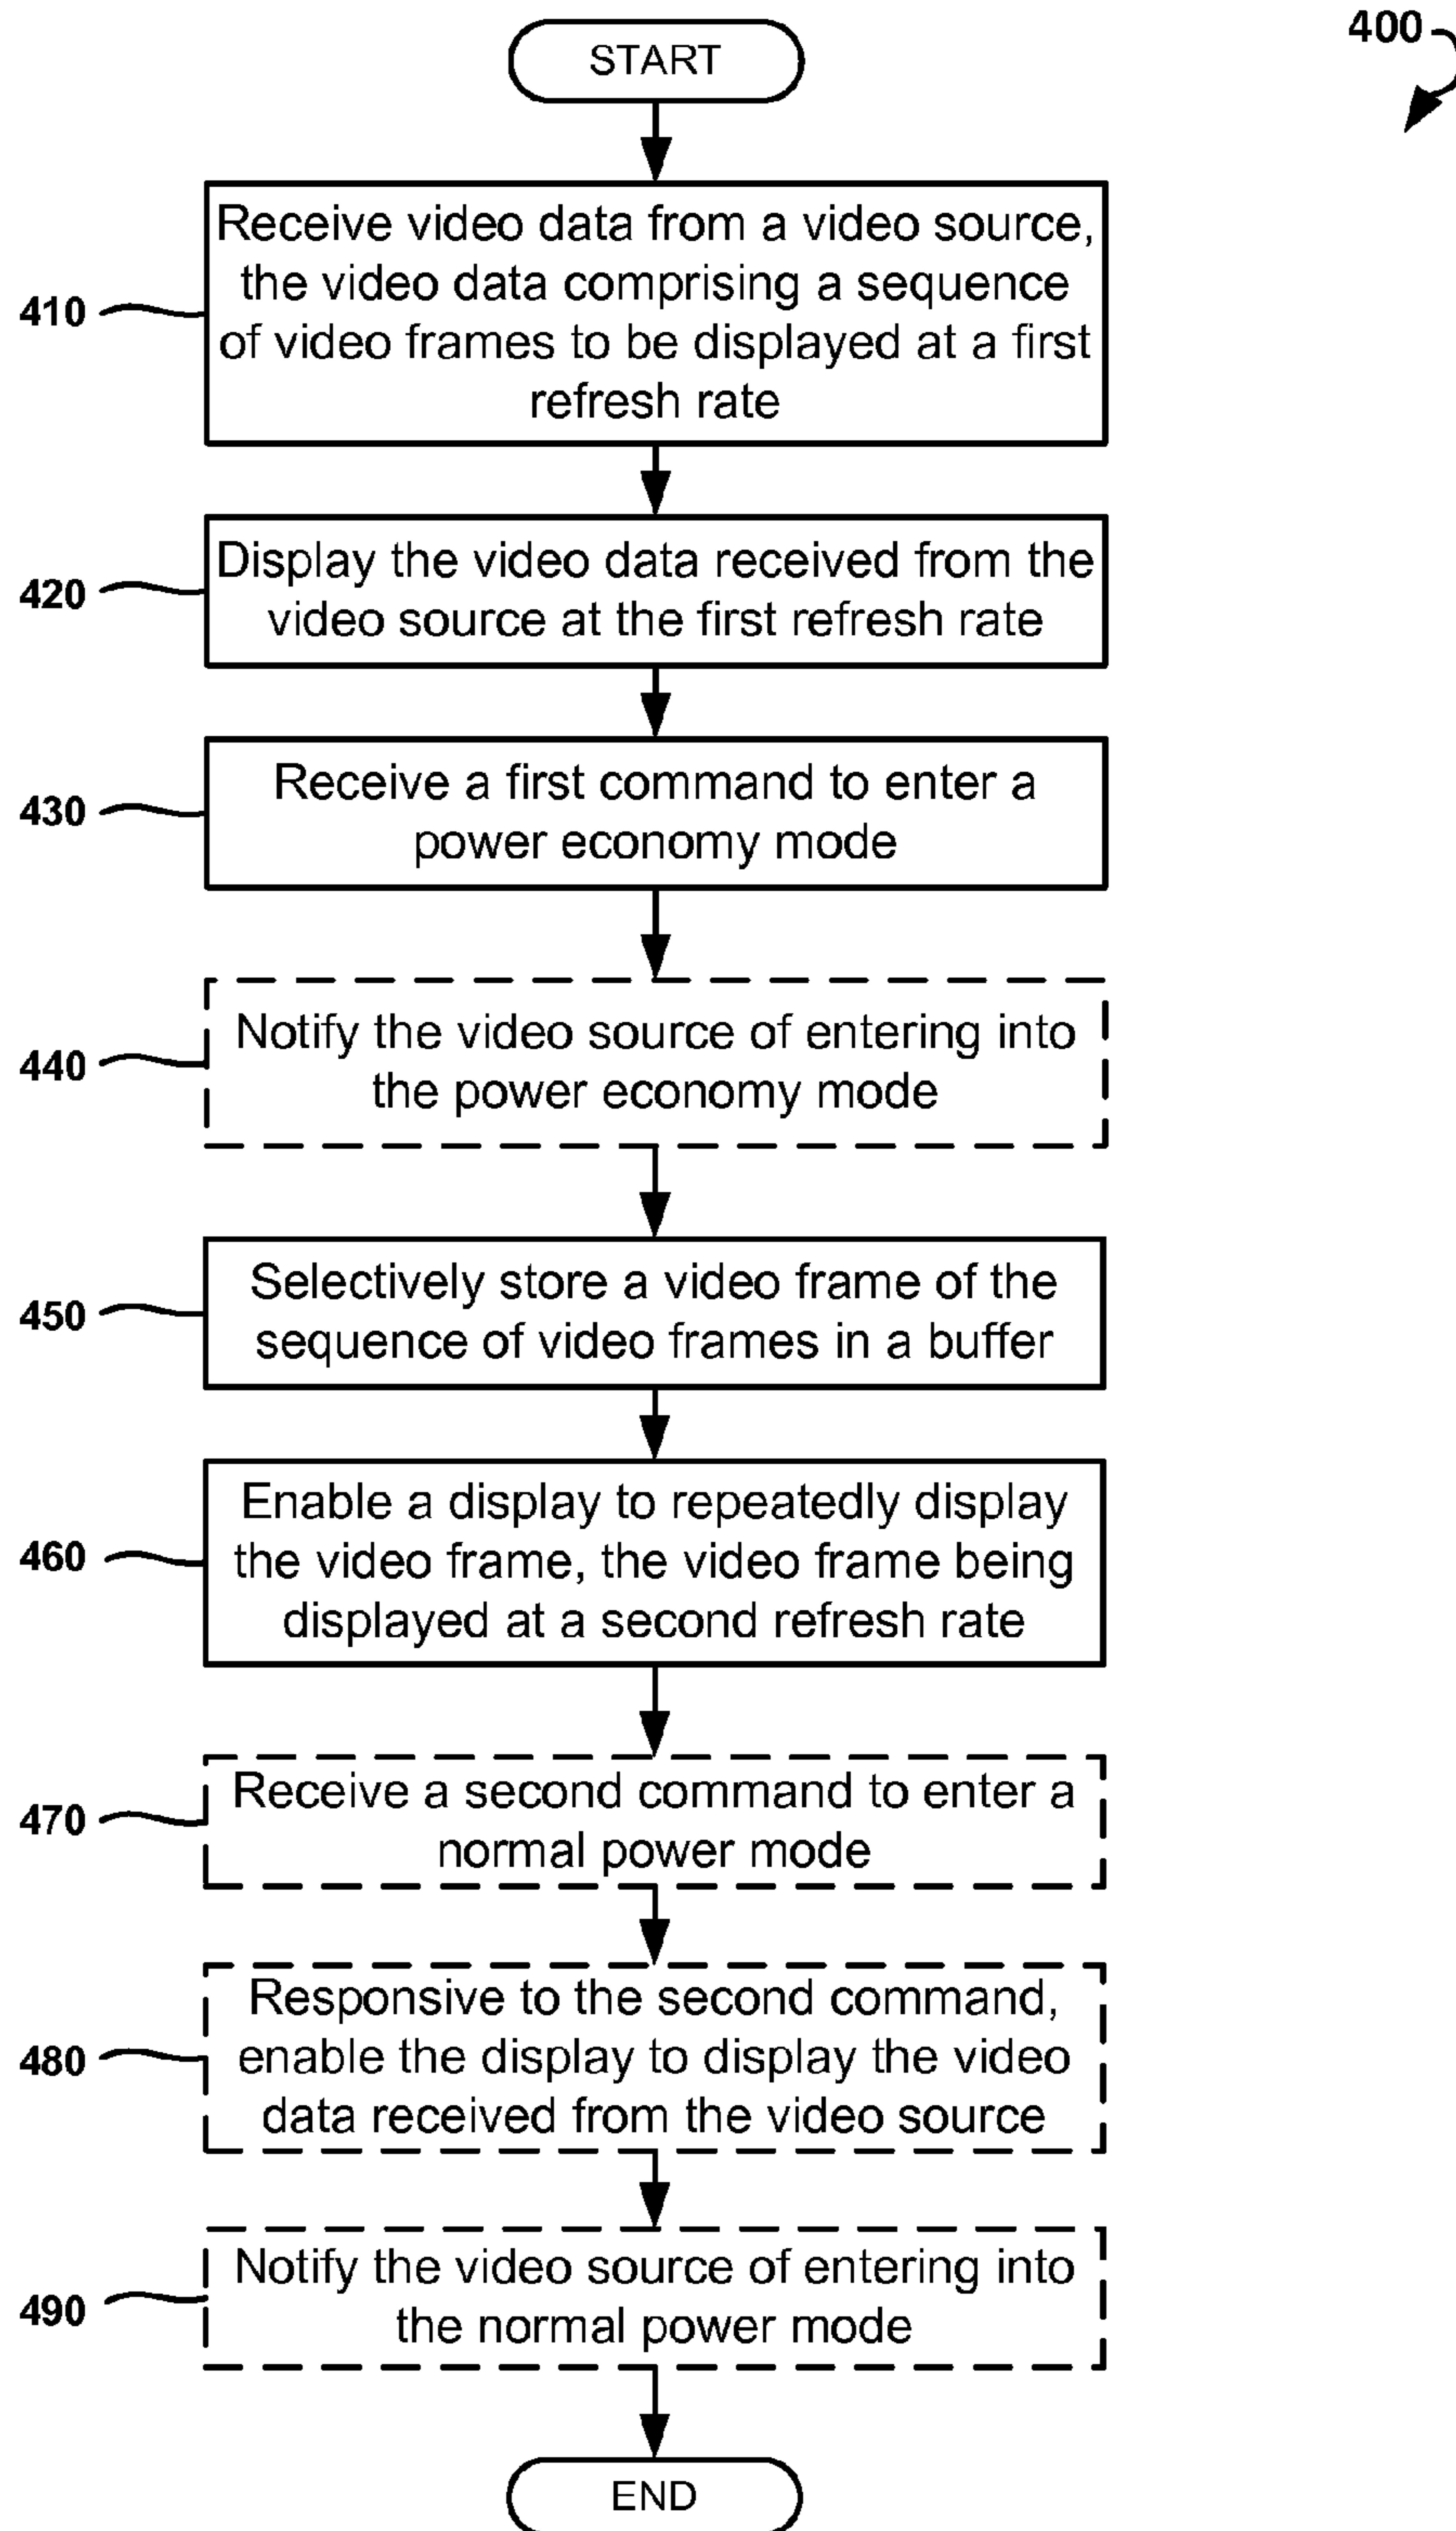 400
START
410
Receive video data from a video source,
the video data comprising a sequence
of video frames to be displayed at a first
refresh rate
420
Display the video data received from the
video source at the first refresh rate
430
Receive a first command to enter a
power economy mode
440
Notify the video source of entering into
the power economy mode
450
Selectively store a video frame of the
sequence of video frames in a buffer
460
Enable a display to repeatedly display
the video frame, the video frame being
displayed at a second refresh rate
470
Receive a second command to enter a
normal power mode
480
Responsive to the second command,
enable the display to display the video
data received from the video source
490
Notify the video source of entering into
the normal power mode
END